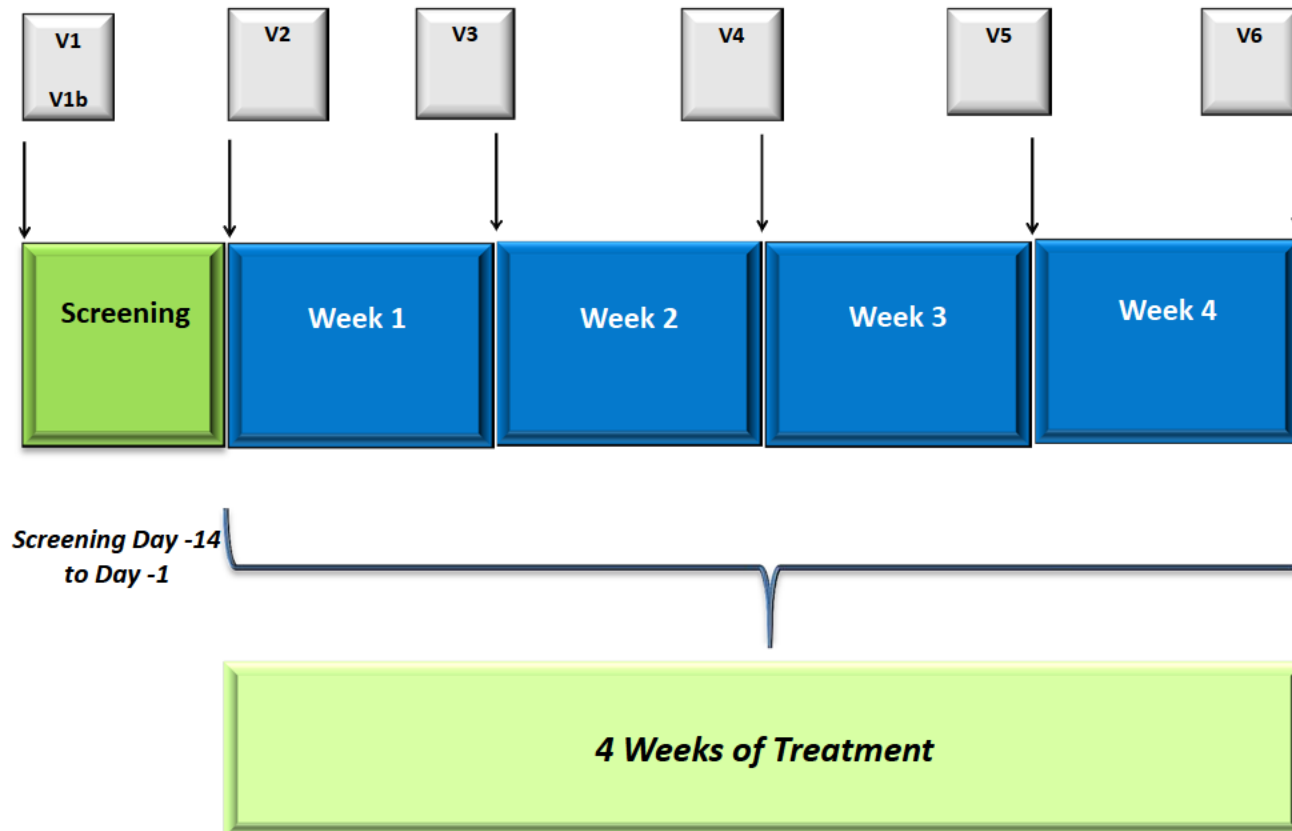 V1
V1b
V2
V3
V4
V5
V6
Screening
Week 1
Week 2
Week 3
Week 4
Screening Day -14
to Day -1
4 Weeks of Treatment